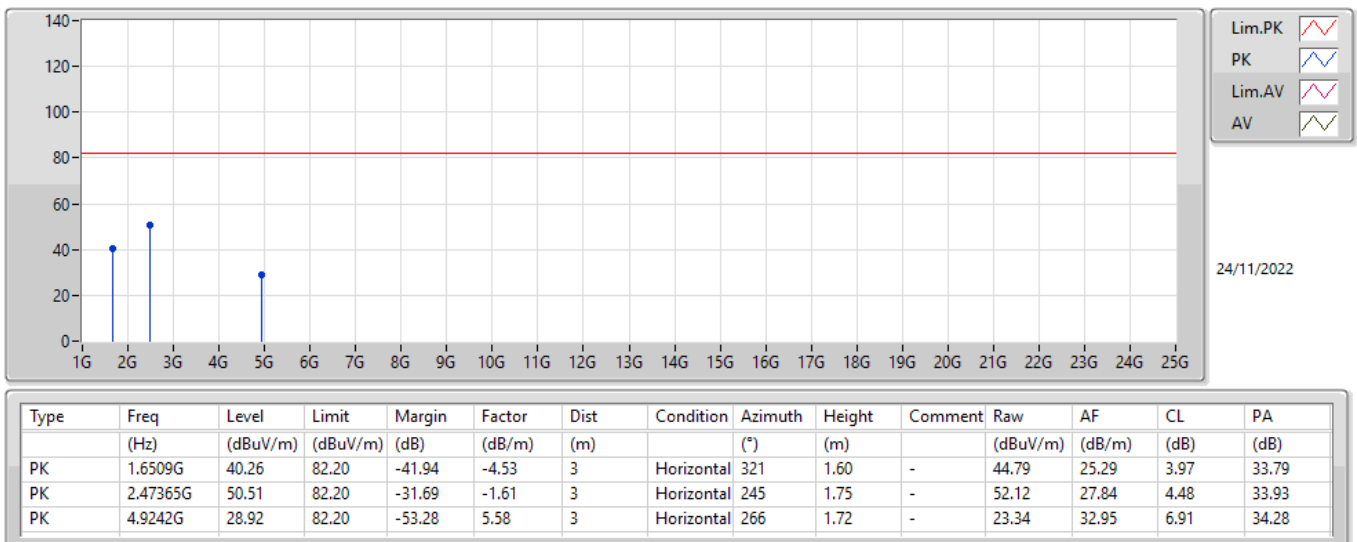 140
120
100
80
60
40
20
0
1G 2G 3G 4G 5G 6G 7G 8G 9G 10G 11G 12G 13G 14G 15G 16G 17G 18G 19G 20G 21G 22G 23G 24G 25G
Lim.PK
PK
Lim.AV
AV
24/11/2022
Type Freq Level Limit Margin Factor Dist Condition Azimuth Height Comment Raw AF CL PA
(Hz) (dBuV/m) (dBuV/m) (dB) (dB/m) (m) (°) (m) (dBuV/m) (dB/m) (dB) (dB)
PK 1.6509G 40.26 82.20 -41.94 -4.53 3 Horizontal 321 1.60 - 44.79 25.29 3.97 33.79
PK 2.47365G 50.51 82.20 -31.69 -1.61 3 Horizontal 245 1.75 - 52.12 27.84 4.48 33.93
PK 4.9242G 28.92 82.20 -53.28 5.58 3 Horizontal 266 1.72 - 23.34 32.95 6.91 34.28